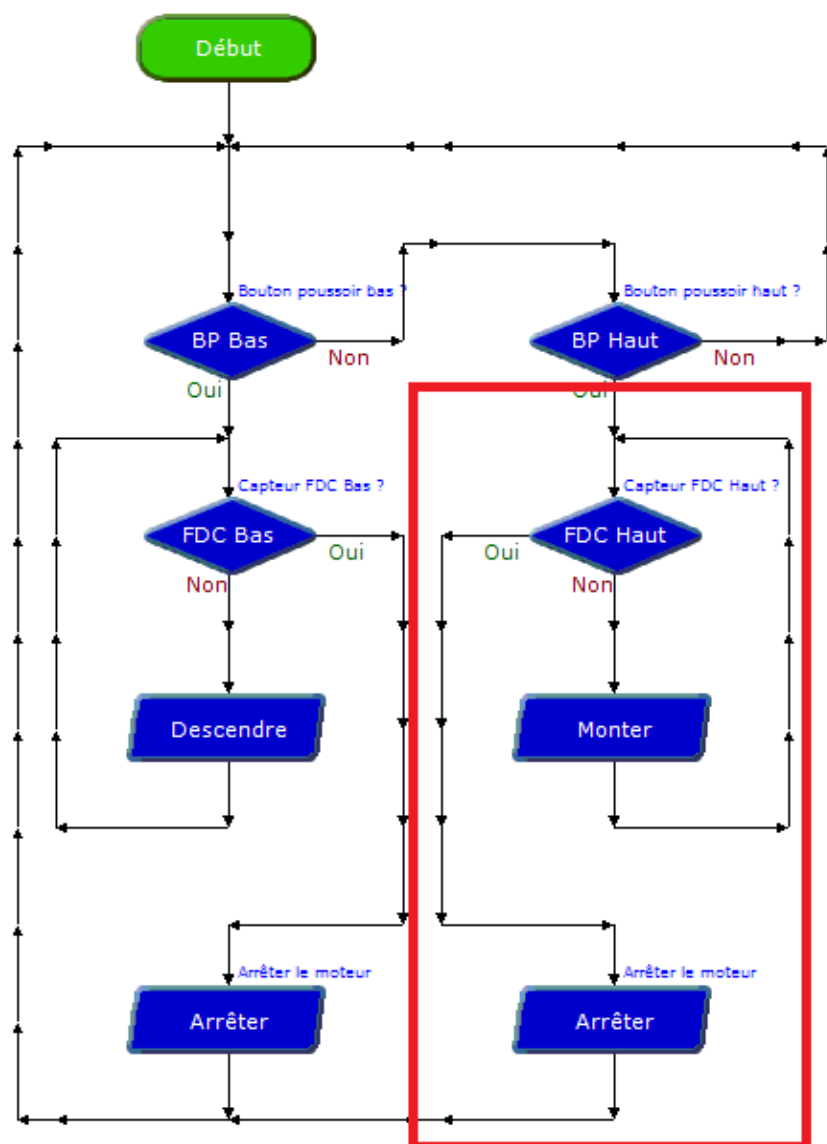 Début
Bouton poussoir bas ?
Bouton poussoir haut ?
BP Bas
BP Haut
Non
Non
Oui
Oui
Capteur FDC Bas ?
Capteur FDC Haut ?
FDC Bas
FDC Haut
Oui
Oui
Non
Non
Descendre
Monter
Arrêter le moteur
Arrêter le moteur
Arrêter
Arrêter